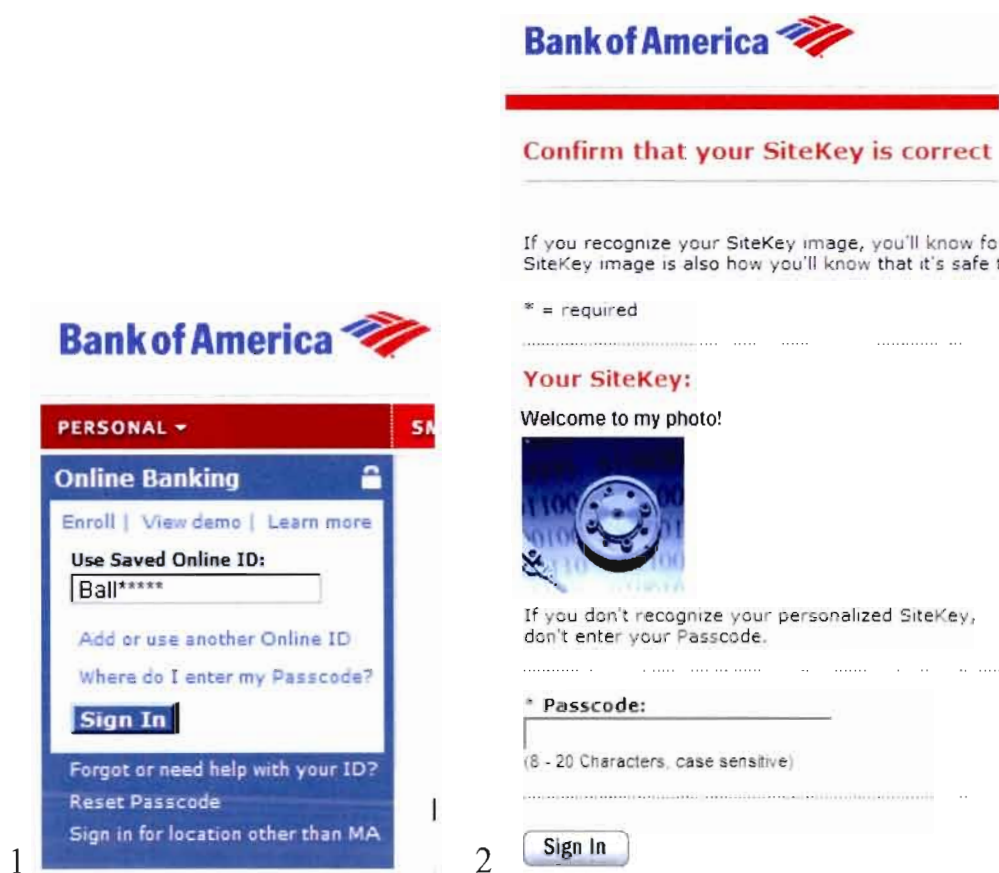 Bank of America
PERSONAL
SM
Online Banking
Enroll | View demo | Learn more
Use Saved Online ID:
Ball*****
Add or use another Online ID
Where do I enter my Passcode?
Sign In
Forgot or need help with your ID?
Reset Passcode
Sign in for location other than MA
1
Bank of America
Confirm that your SiteKey is correct
If you recognize your SiteKey image, you'll know fo
SiteKey image is also how you'll know that it's safe t
* = required
Your SiteKey:
Welcome to my photo!
If you don't recognize your personalized SiteKey,
don't enter your Passcode.
* Passcode:
(8 - 20 Characters, case sensitive)
Sign In
2